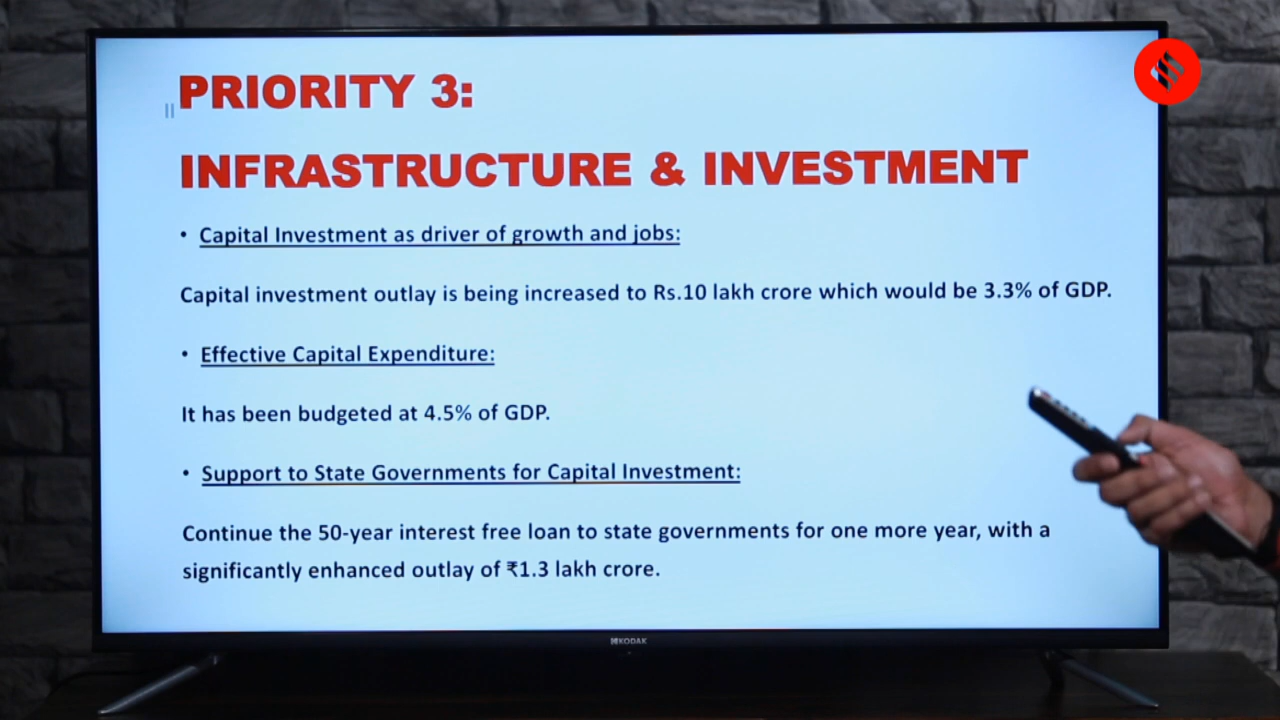 PRIORITY 3:
INFRASTRUCTURE & INVESTMENT
• Capital Investment as driver of growth and jobs:
Capital investment outlay is being increased to Rs.10 lakh crore which would be 3.3% of GDP.
• Effective Capital Expenditure:
It has been budgeted at 4.5% of GDP.
• Support to State Governments for Capital Investment:
Continue the 50-year interest free loan to state governments for one more year, with a
significantly enhanced outlay of ₹1.3 lakh crore.
KODAK